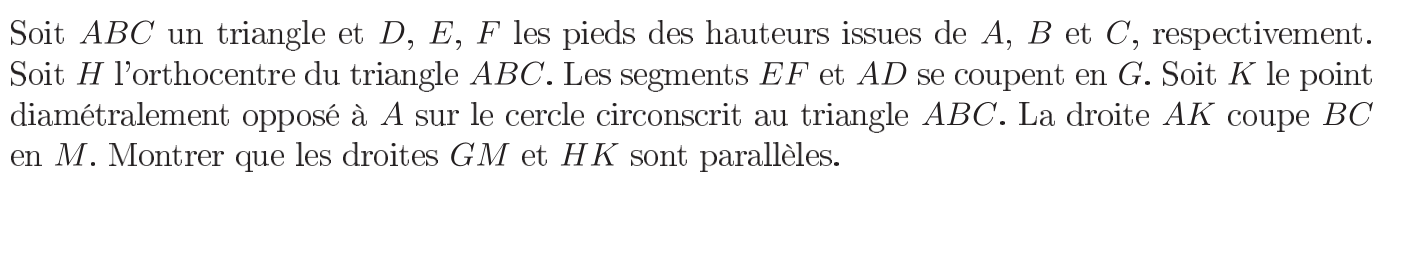 Soit ABC un triangle et D, E, F les pieds des hauteurs issues de A, B et C, respectivement.
Soit H l'orthocentre du triangle ABC. Les segments EF et AD se coupent en G. Soit K le point
diamétralement opposé à A sur le cercle circonscrit au triangle ABC. La droite AK coupe BC
en M. Montrer que les droites GM et HK sont parallèles.